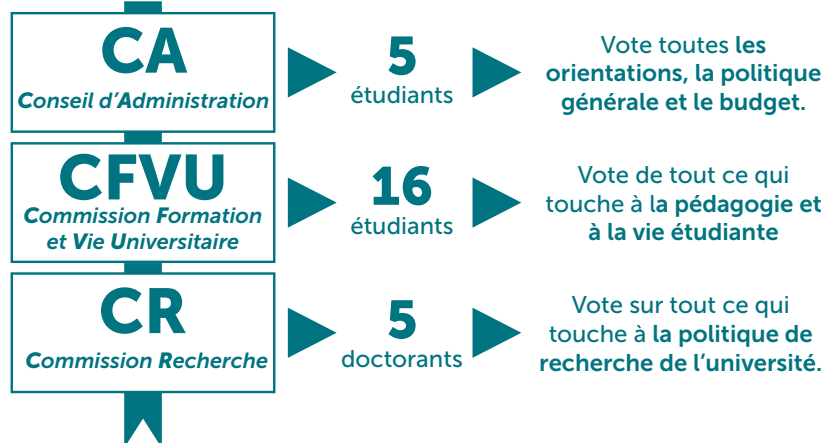 CA
Conseil d'Administration
5
étudiants
Vote toutes les
orientations, la politique
générale et le budget.
CFVU
Commission Formation
et Vie Universitaire
16
étudiants
Vote de tout ce qui
touche à la pédagogie et
à la vie étudiante
CR
Commission Recherche
5
doctorants
Vote sur tout ce qui
touche à la politique de
recherche de l'université.